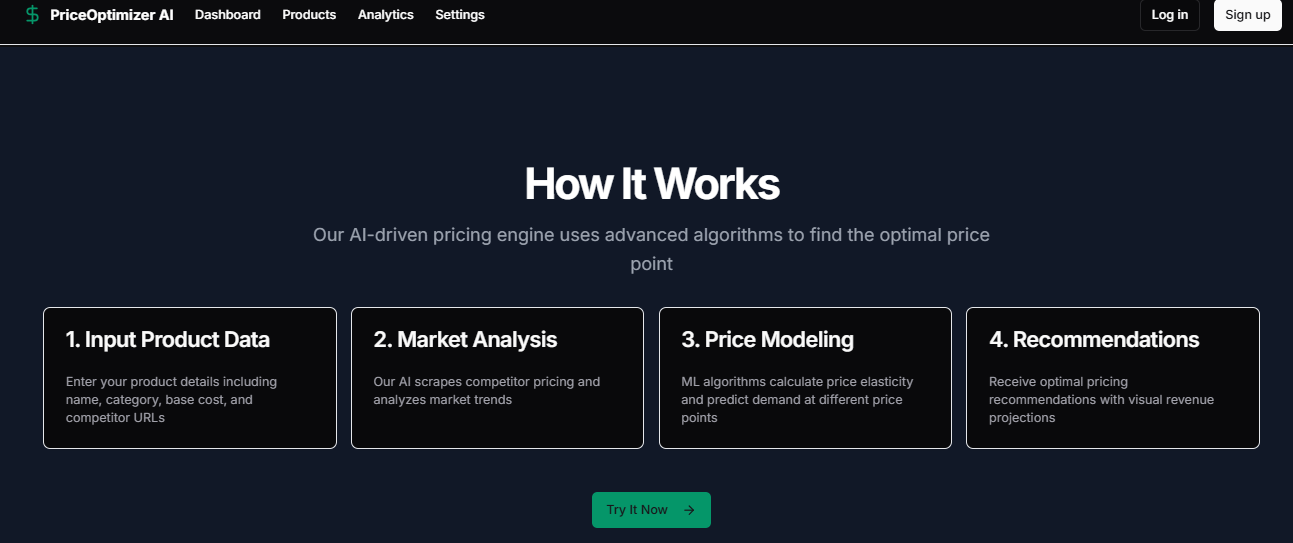 PriceOptimizer AI Dashboard Products Analytics Settings Log in Sign up
How It Works
Our AI-driven pricing engine uses advanced algorithms to find the optimal price
point
1. Input Product Data
Enter your product details including
name, category, base cost, and
competitor URLs
2. Market Analysis
Our AI scrapes competitor pricing and
analyzes market trends
3. Price Modeling
ML algorithms calculate price elasticity
and predict demand at different price
points
4. Recommendations
Receive optimal pricing
recommendations with visual revenue
projections
Try It Now